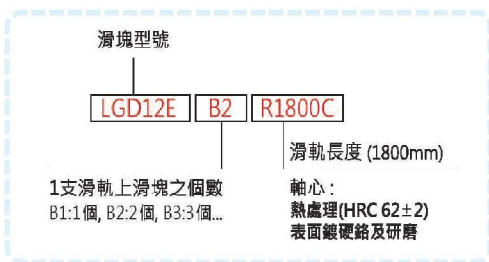 滑塊型號
LGD12E B2 R1800C
滑軌長度 (1800mm)
1支滑軌上滑塊之個數
B1:1個, B2:2個, B3:3個...
軸心 :
熱處理(HRC 62±2)
表面鍍硬鉻及研磨